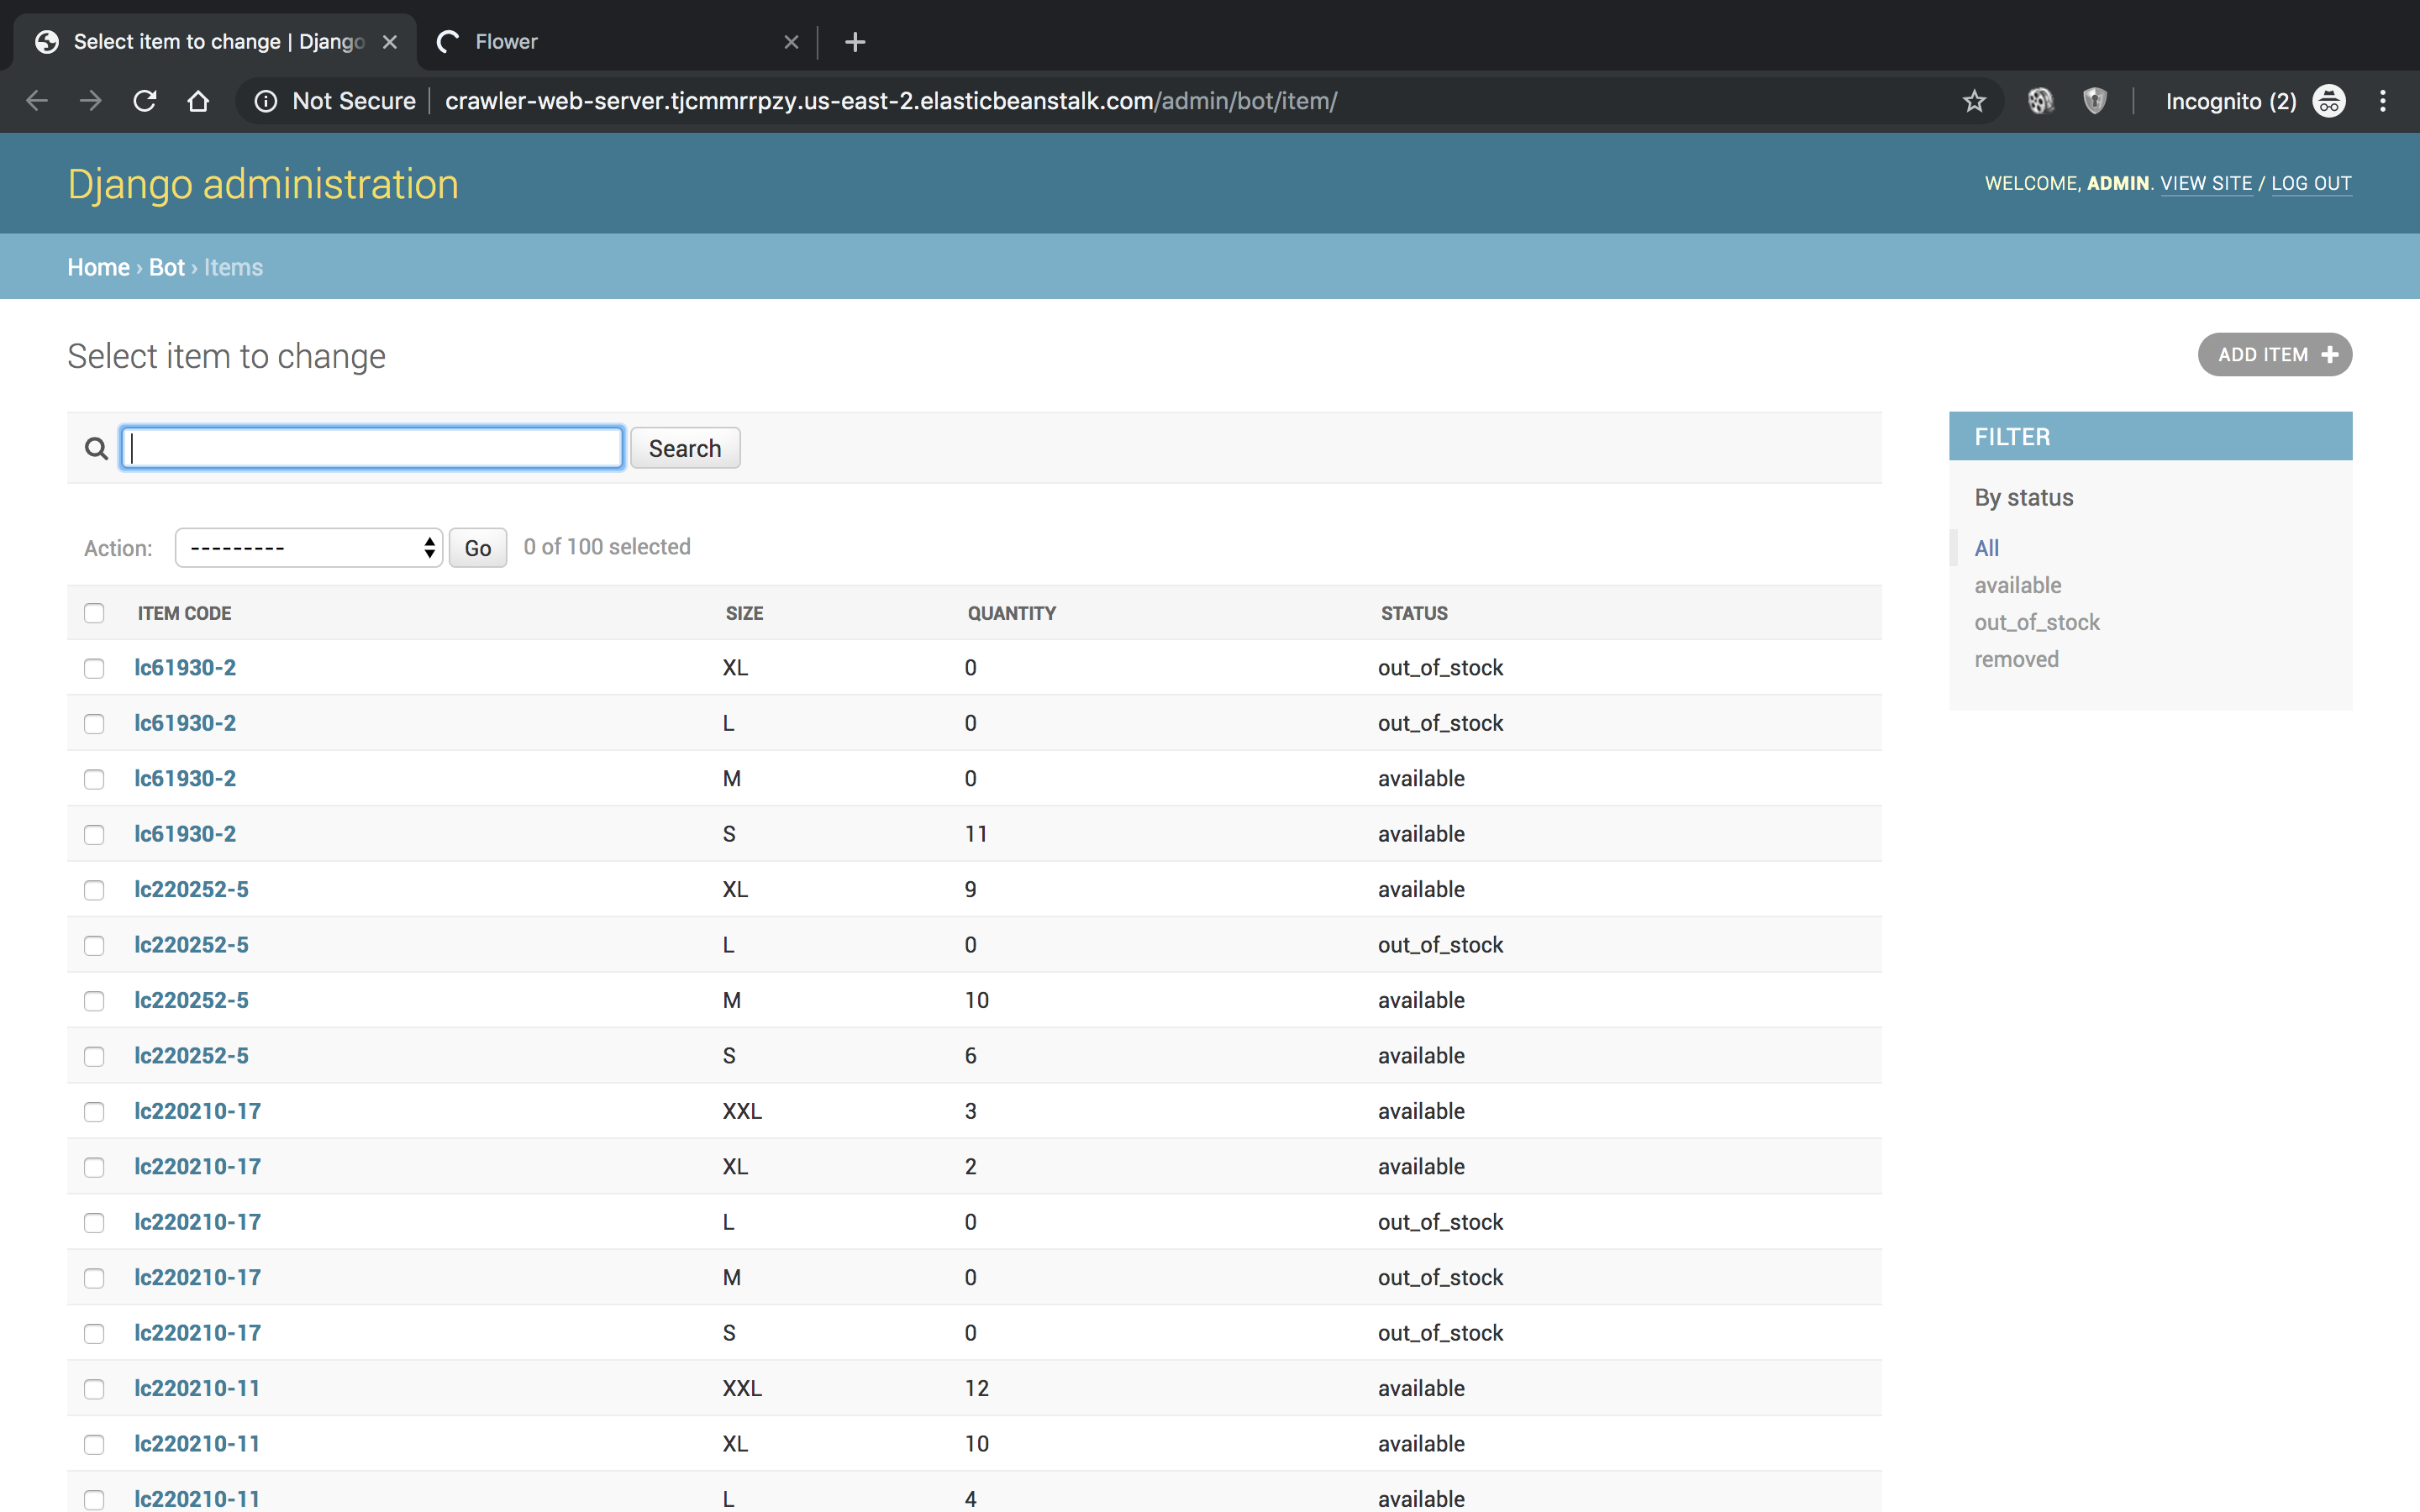 Select item to change | Django
Flower
Not Secure
crawler-web-server.tjcmmrrpzy.us-east-2.elasticbeanstalk.com/admin/bot/item/
Incognito (2)
Django administration
WELCOME, ADMIN. VIEW SITE / LOG OUT
Home › Bot › Items
Select item to change
ADD ITEM +
Search
FILTER
By status
All
available
out_of_stock
removed
Action: --------- Go 0 of 100 selected
ITEM CODE SIZE QUANTITY STATUS
lc61930-2 XL 0 out_of_stock
lc61930-2 L 0 out_of_stock
lc61930-2 M 0 available
lc61930-2 S 11 available
lc220252-5 XL 9 available
lc220252-5 L 0 out_of_stock
lc220252-5 M 10 available
lc220252-5 S 6 available
lc220210-17 XXL 3 available
lc220210-17 XL 2 available
lc220210-17 L 0 out_of_stock
lc220210-17 M 0 out_of_stock
lc220210-17 S 0 out_of_stock
lc220210-11 XXL 12 available
lc220210-11 XL 10 available
lc220210-11 L 4 available